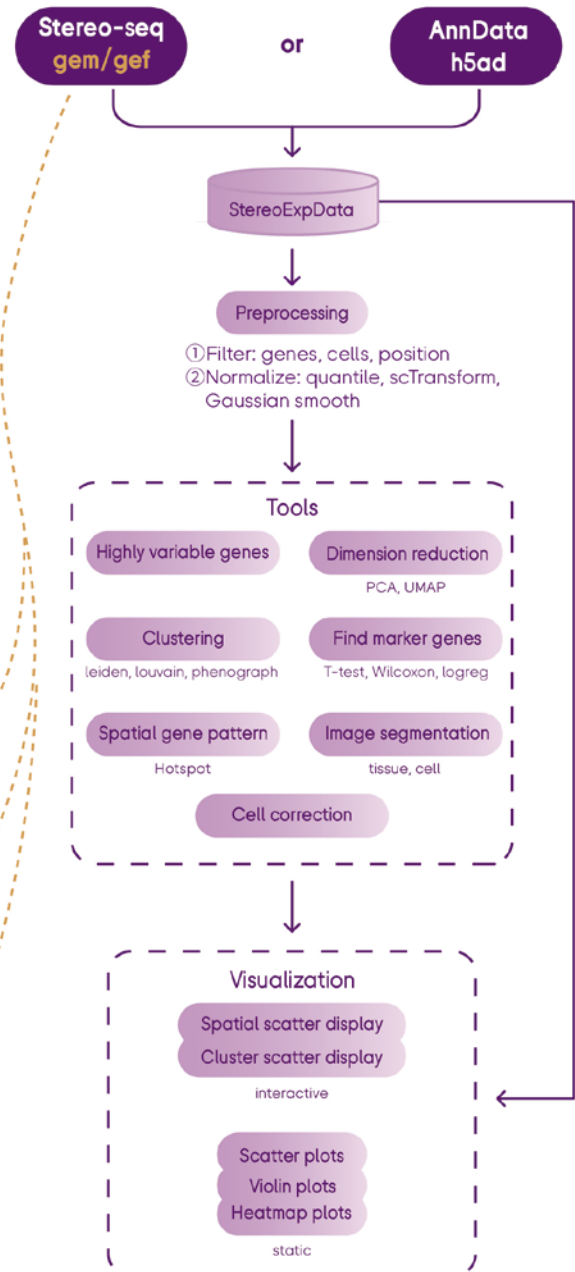 Stereo-seq
gem/gef
or
AnnData
h5ad
StereoExpData
Preprocessing
①Filter: genes, cells, position
②Normalize: quantile, scTransform,
Gaussian smooth
Tools
Highly variable genes
Dimension reduction
PCA, UMAP
Clustering
leiden, louvain, phenograph
Find marker genes
T-test, Wilcoxon, logreg
Spatial gene pattern
Hotspot
Image segmentation
tissue, cell
Cell correction
Visualization
Spatial scatter display
Cluster scatter display
interactive
Scatter plots
Violin plots
Heatmap plots
static